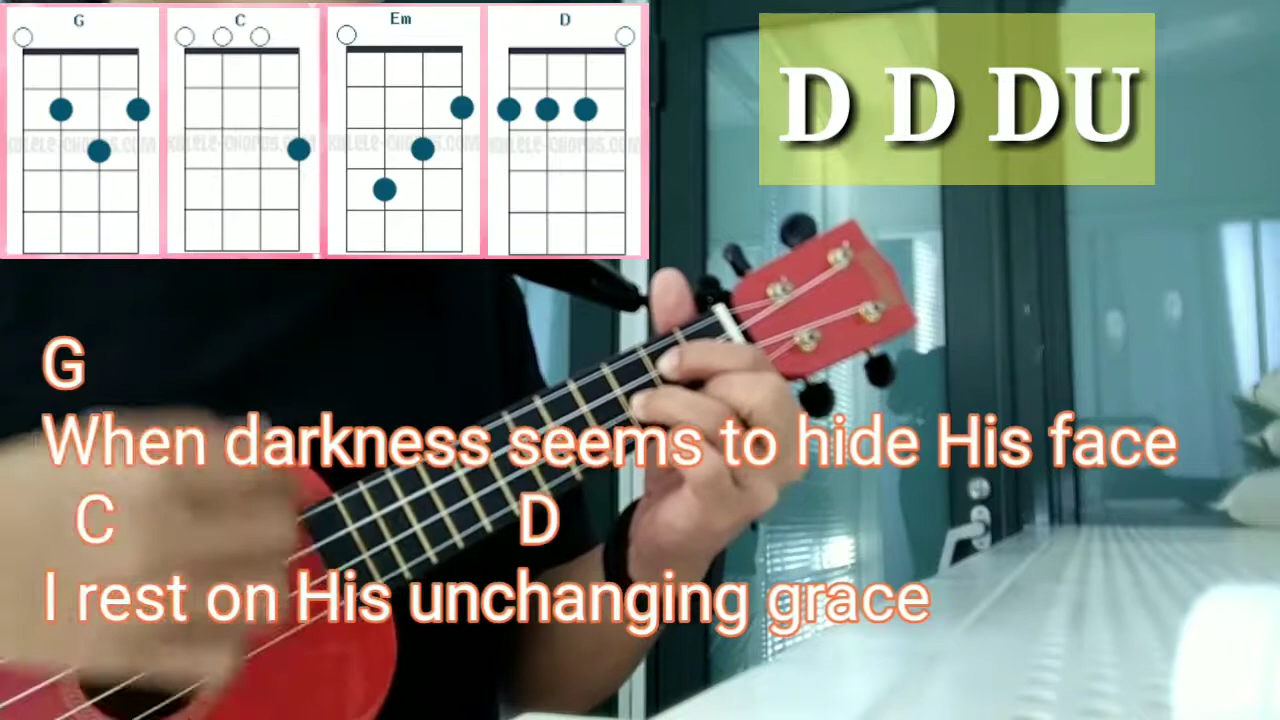 G
C
Em
D
D D DU
G
When darkness seems to hide His face
C D
I rest on His unchanging grace